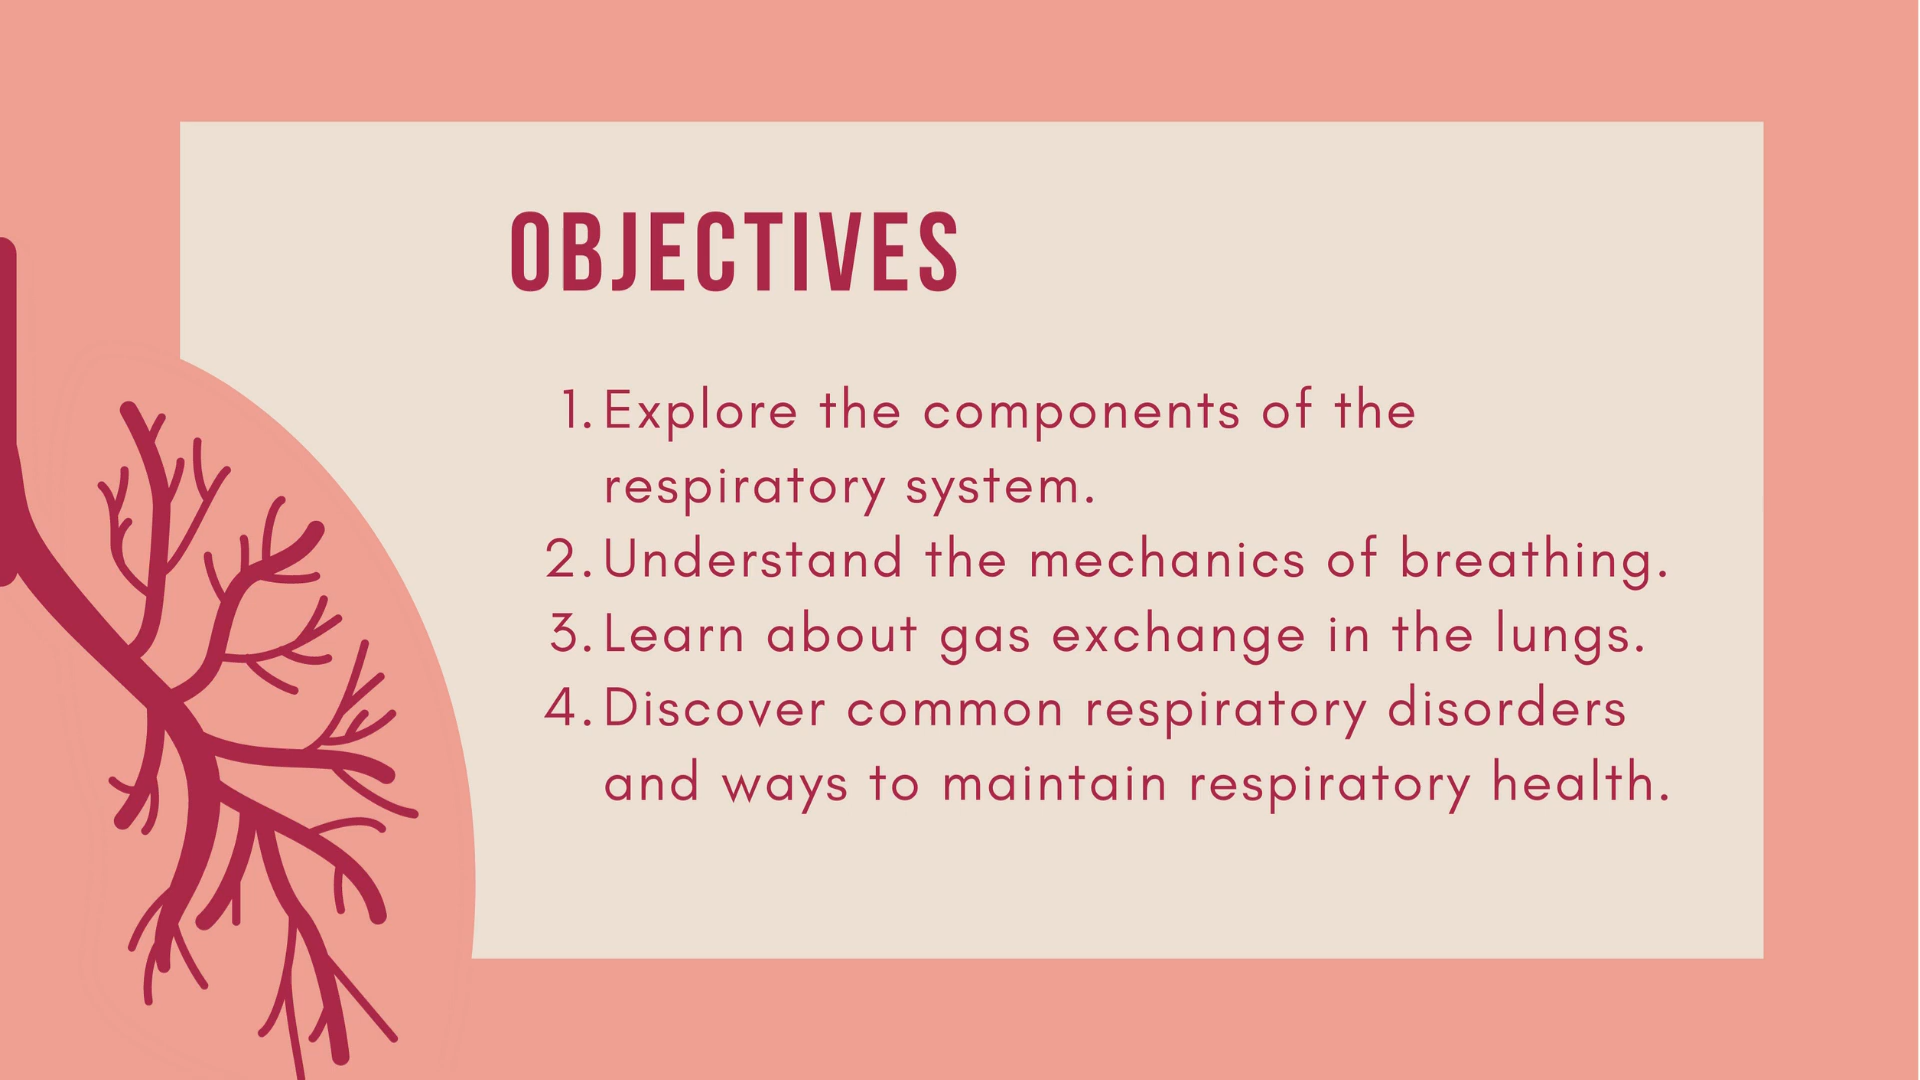 OBJECTIVES
1. Explore the components of the
respiratory system.
2. Understand the mechanics of breathing.
3. Learn about gas exchange in the lungs.
4. Discover common respiratory disorders
and ways to maintain respiratory health.